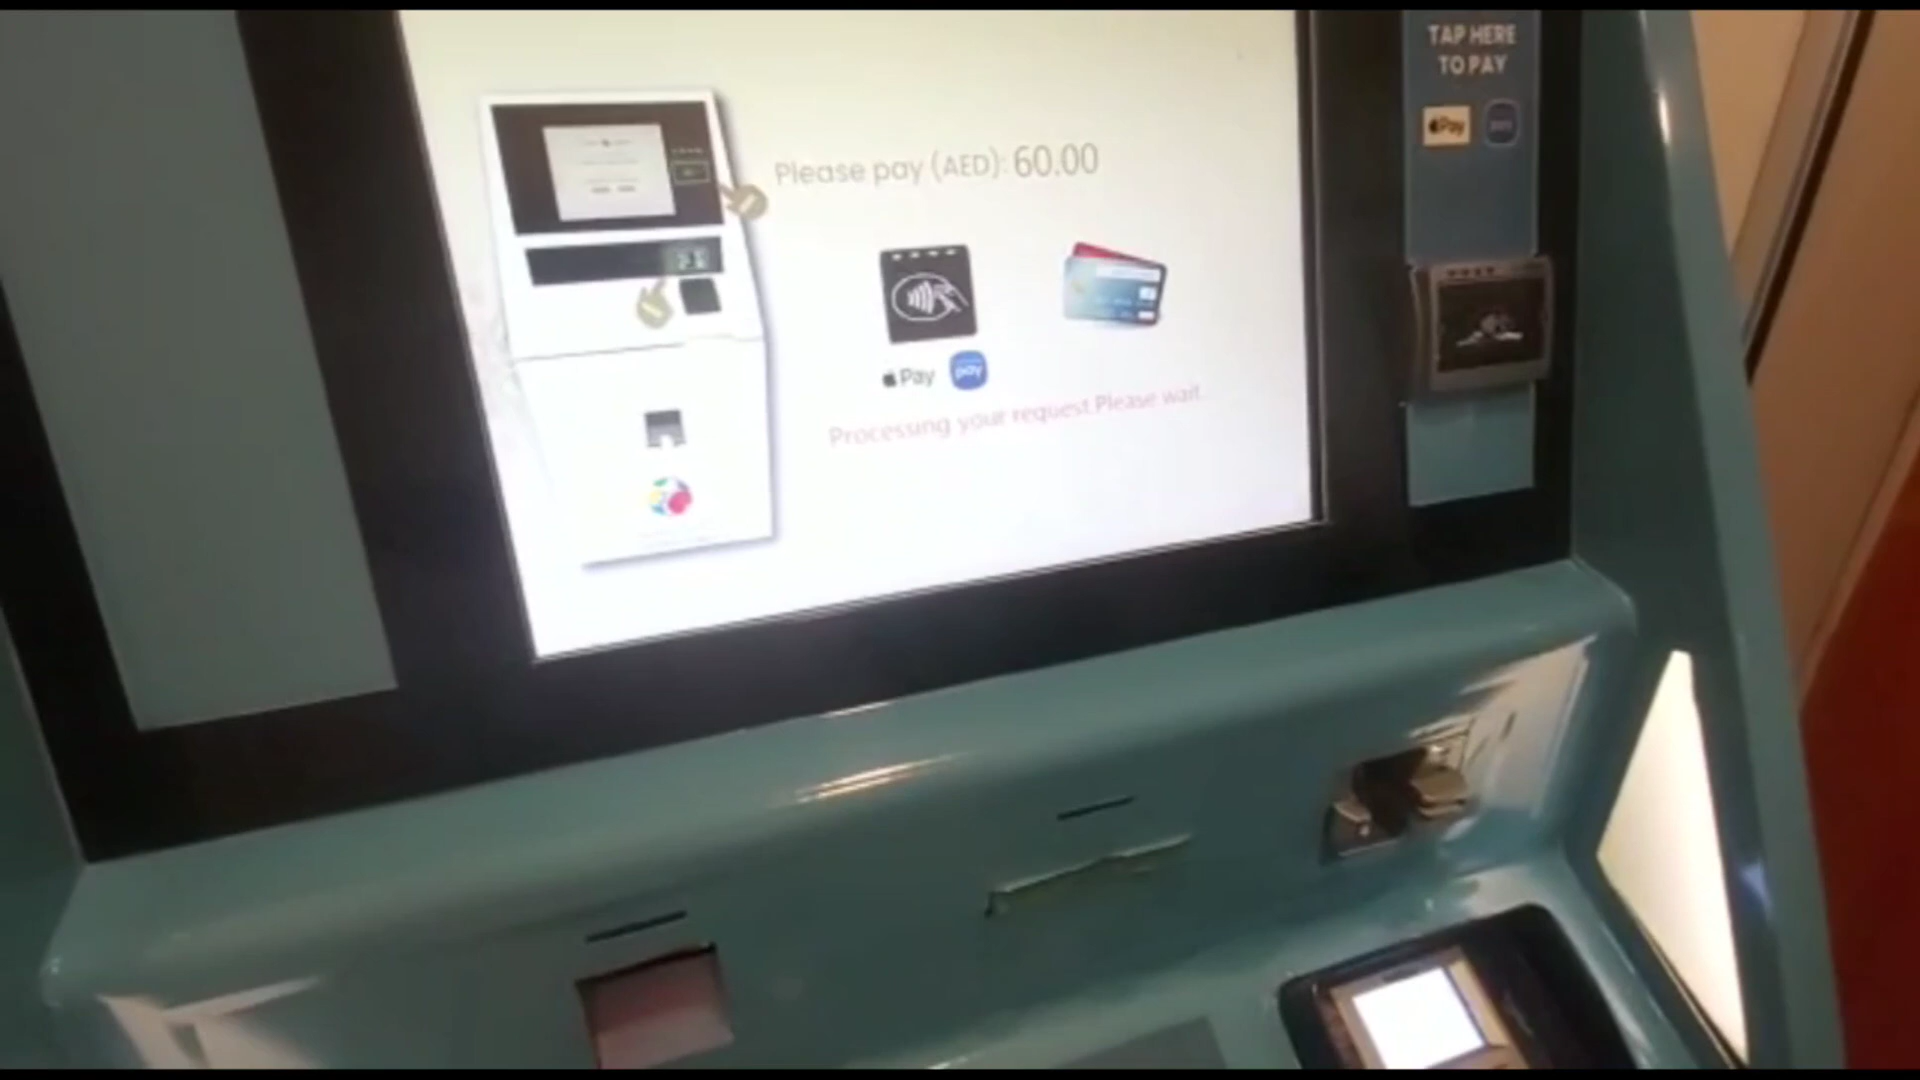 TAP HERE
TO PAY
Pay
Please pay (AED): 60.00
Pay
pay
Processing your request.Please wait.